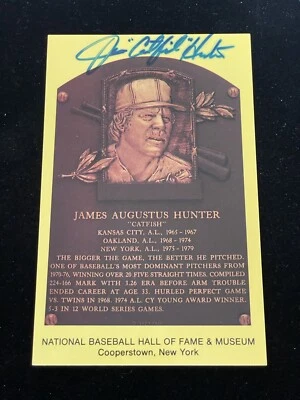 Jim "Catfish" Hunter
JAMES AUGUSTUS HUNTER
"CATFISH"
KANSAS CITY, A.L., 1965 - 1967
OAKLAND, A.L., 1968 - 1974
NEW YORK, A.L., 1975 - 1979
THE BIGGER THE GAME, THE BETTER HE PITCHED.
ONE OF BASEBALL'S MOST DOMINANT PITCHERS FROM
1970-76, WINNING OVER 20 FIVE STRAIGHT TIMES. COMPILED
224-166 MARK WITH 3.26 ERA BEFORE ARM TROUBLE
ENDED CAREER AT AGE 33. HURLED PERFECT GAME
VS. TWINS IN 1968. 1974 A.L. CY YOUNG AWARD WINNER.
5-3 IN 12 WORLD SERIES GAMES.
NATIONAL BASEBALL HALL OF FAME & MUSEUM
Cooperstown, New York